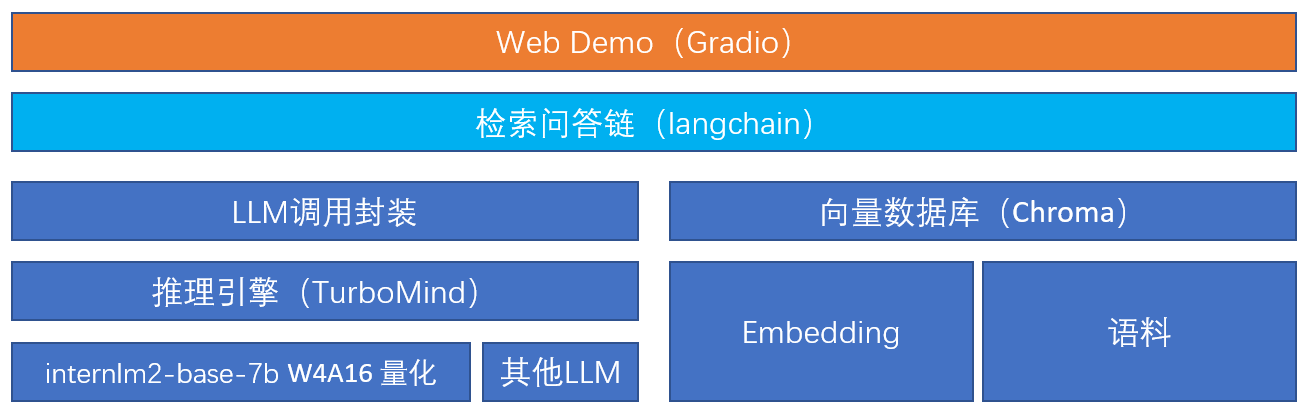 Web Demo（Gradio）
检索问答链（langchain）
LLM调用封装
向量数据库（Chroma）
推理引擎（TurboMind）
internlm2-base-7b W4A16 量化
其他LLM
Embedding
语料